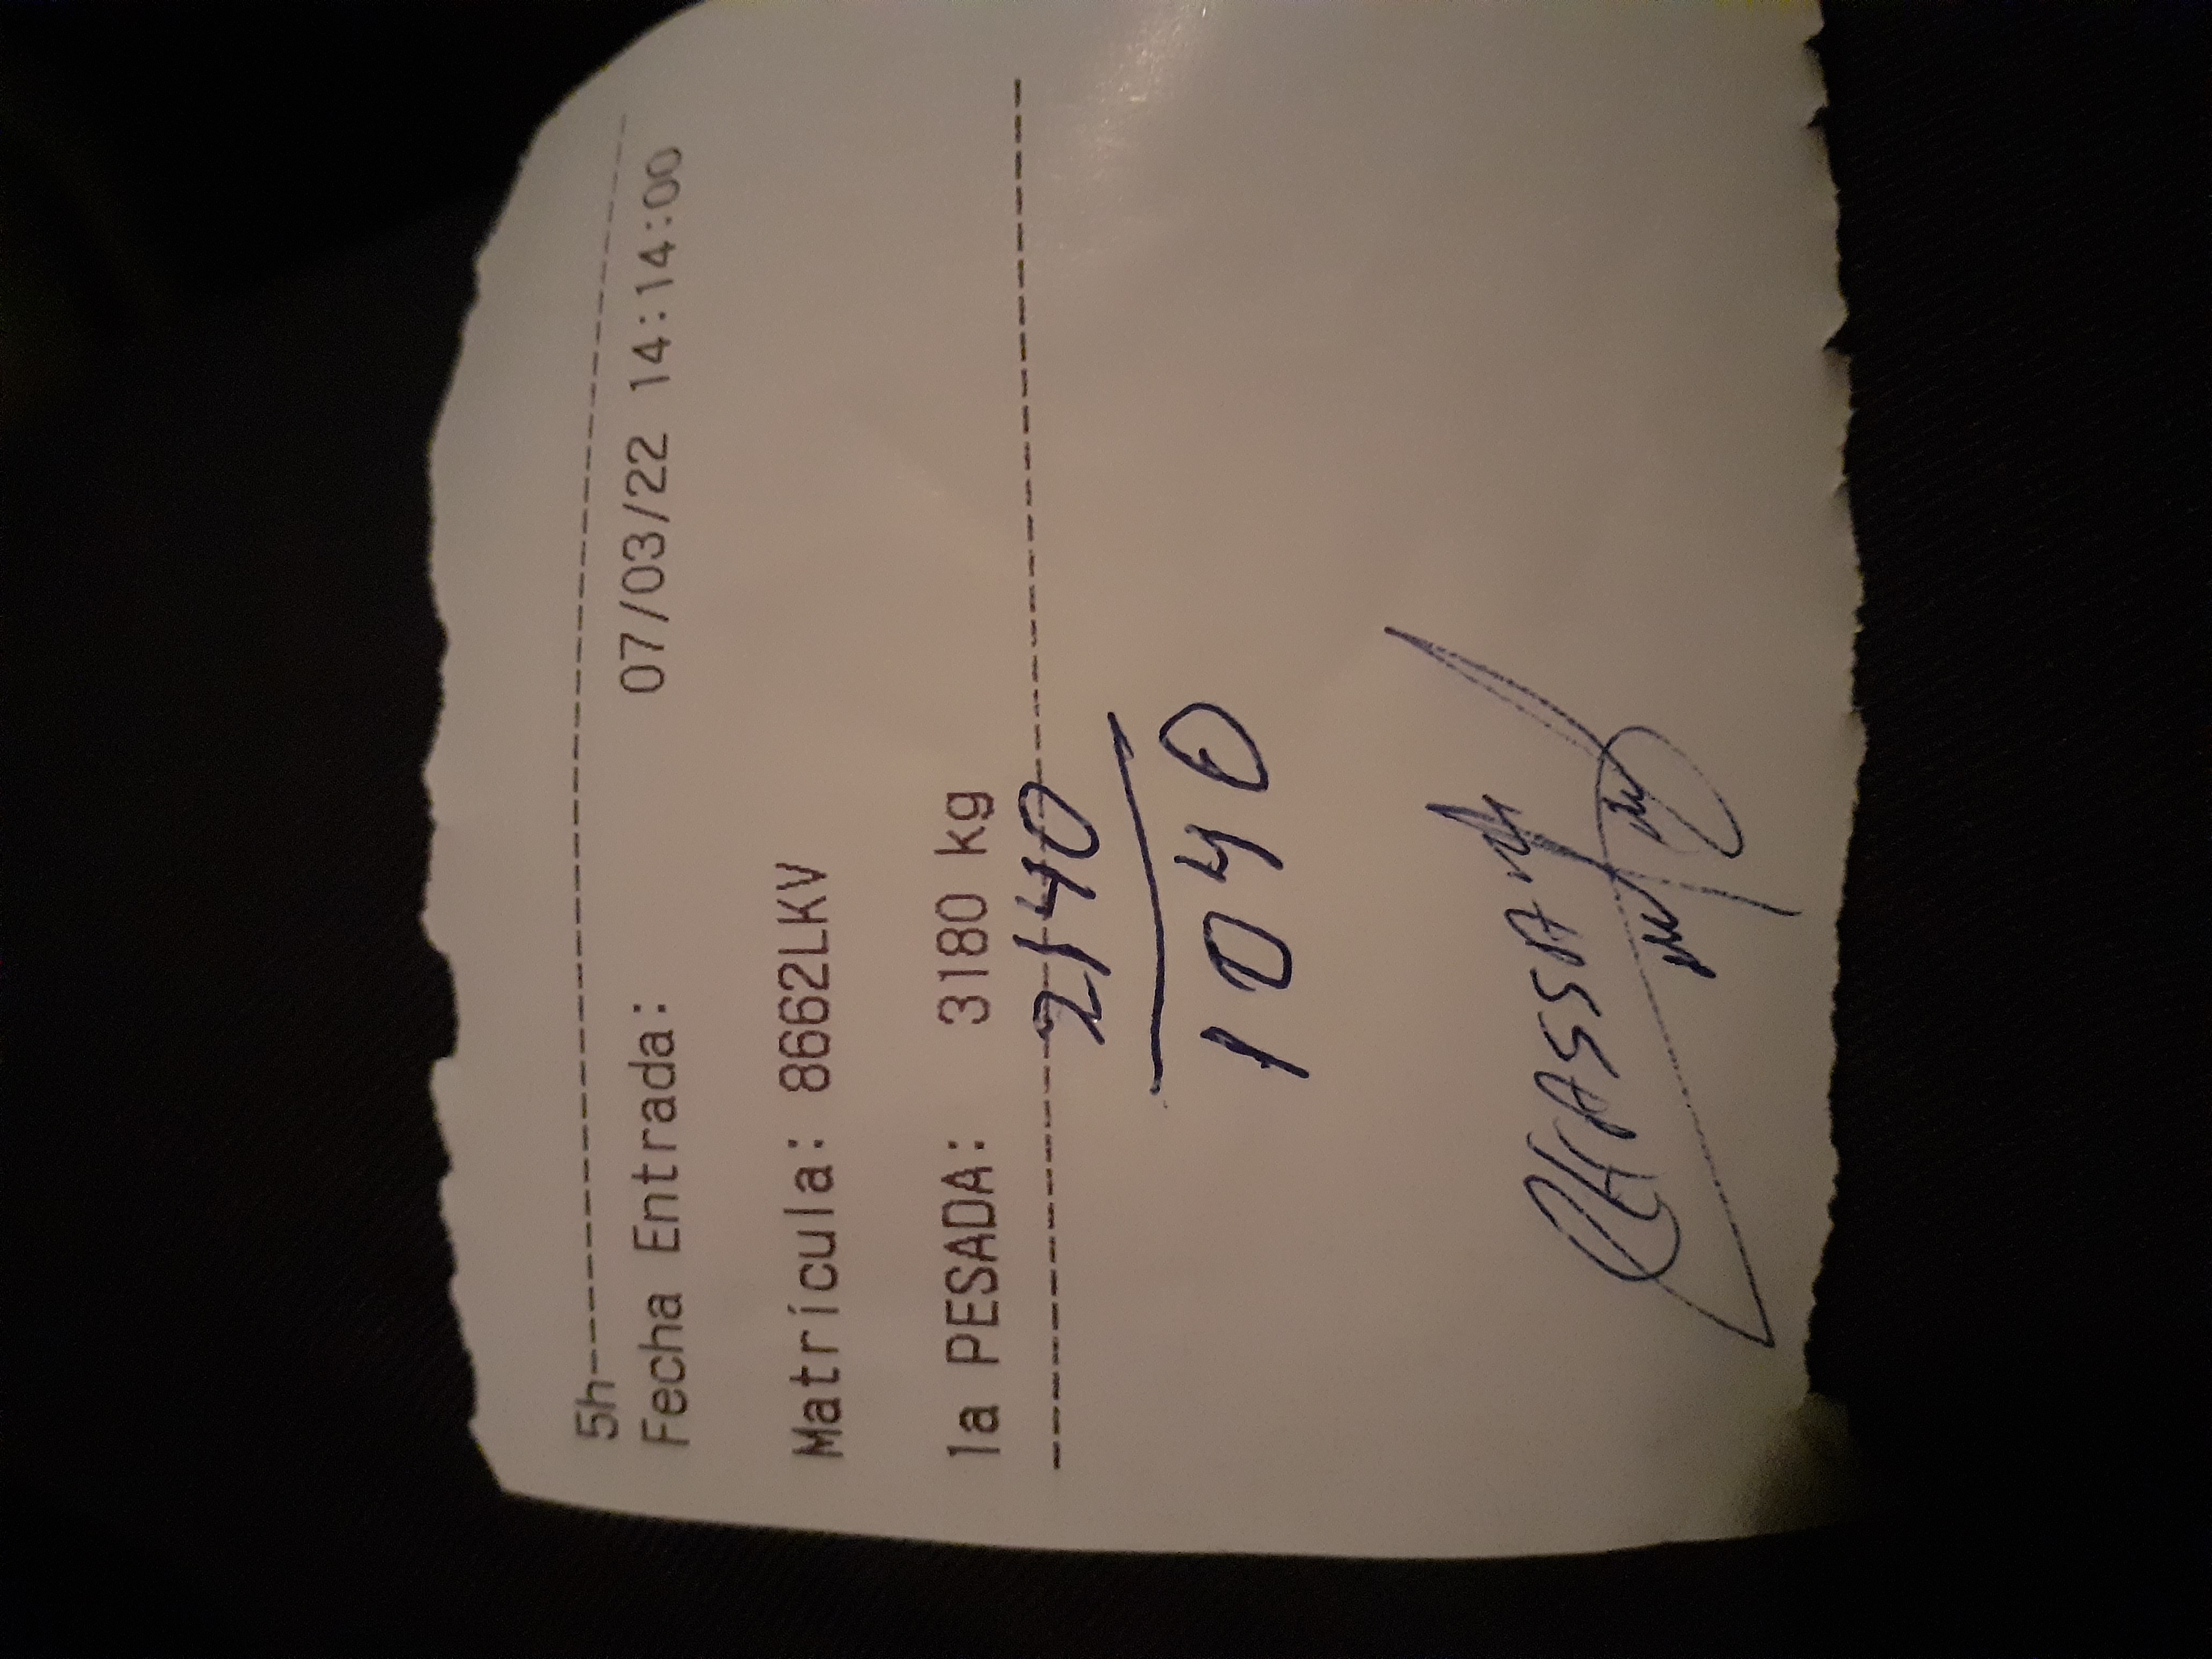 5h--------------------------------
Fecha Entrada: 07/03/22 14:14:00
Matrícula: 8662LKV
1a PESADA: 3180 kg
----------------------------------
2140
1040